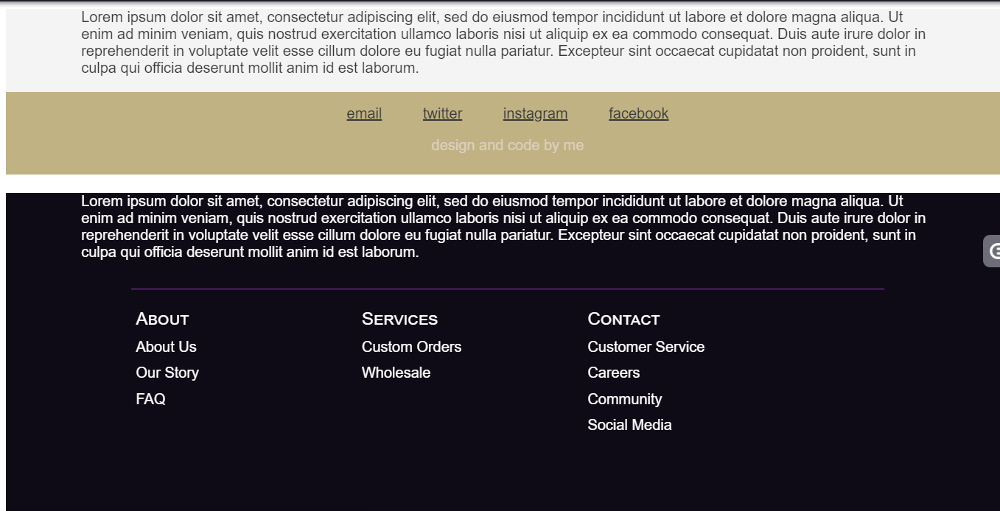 Lorem ipsum dolor sit amet, consectetur adipiscing elit, sed do eiusmod tempor incididunt ut labore et dolore magna aliqua. Ut
enim ad minim veniam, quis nostrud exercitation ullamco laboris nisi ut aliquip ex ea commodo consequat. Duis aute irure dolor in
reprehenderit in voluptate velit esse cillum dolore eu fugiat nulla pariatur. Excepteur sint occaecat cupidatat non proident, sunt in
culpa qui officia deserunt mollit anim id est laborum.
email twitter instagram facebook
design and code by me
Lorem ipsum dolor sit amet, consectetur adipiscing elit, sed do eiusmod tempor incididunt ut labore et dolore magna aliqua. Ut
enim ad minim veniam, quis nostrud exercitation ullamco laboris nisi ut aliquip ex ea commodo consequat. Duis aute irure dolor in
reprehenderit in voluptate velit esse cillum dolore eu fugiat nulla pariatur. Excepteur sint occaecat cupidatat non proident, sunt in
culpa qui officia deserunt mollit anim id est laborum.
About
About Us
Our Story
FAQ
Services
Custom Orders
Wholesale
Contact
Customer Service
Careers
Community
Social Media